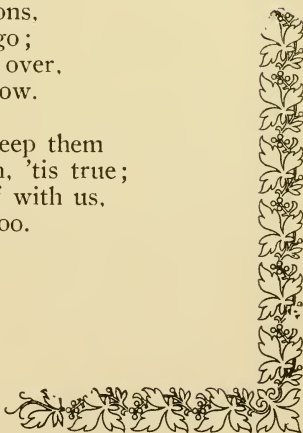 ons,
go;
over,
ow.
eep them
n, 'tis true;
with us,
oo.